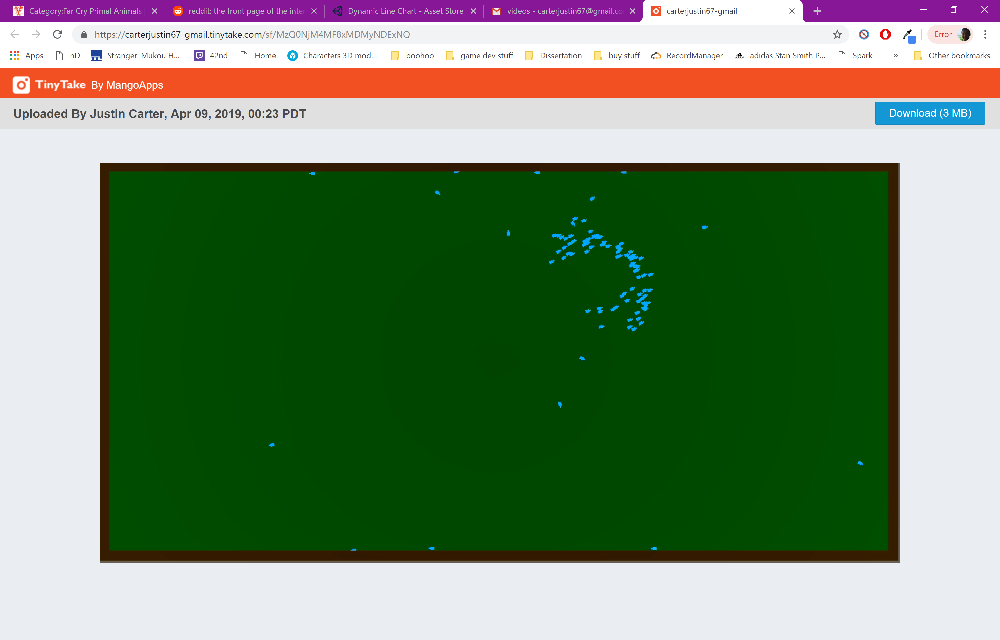 Category:Far Cry Primal Animals
reddit: the front page of the inter
Dynamic Line Chart - Asset Store
videos - carterjustin67@gmail.co
carterjustin67-gmail
https://carterjustin67-gmail.tinytake.com/sf/MzQ0NjM4MF8xMDMyNDExNQ
Error
Apps
nD
MAL
Stranger: Mukou H...
42nd
Home
Characters 3D mod...
boohoo
game dev stuff
Dissertation
buy stuff
RecordManager
adidas Stan Smith P...
Spark
»
Other bookmarks
TinyTake By MangoApps
Uploaded By Justin Carter, Apr 09, 2019, 00:23 PDT
Download (3 MB)